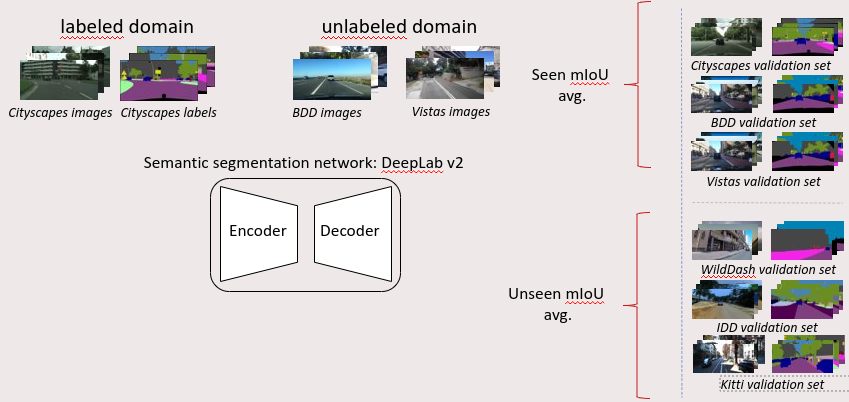 labeled domain
unlabeled domain
Cityscapes images
Cityscapes labels
BDD images
Vistas images
Semantic segmentation network: DeepLab v2
Encoder
Decoder
Seen mIoU
avg.
Cityscapes validation set
BDD validation set
Vistas validation set
Unseen mIoU
avg.
WildDash validation set
IDD validation set
Kitti validation set